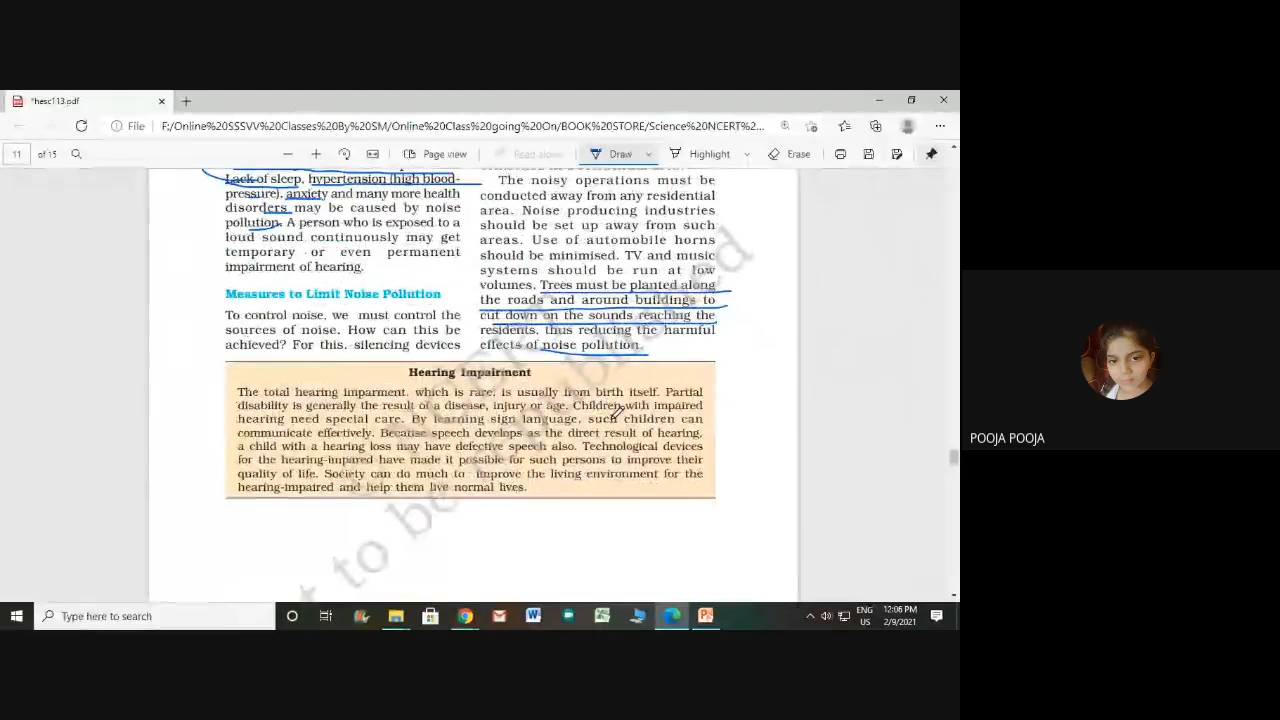 *hesc113.pdf
File
F:/Online%20SSSVV%20Classes%20By%20SM/Online%20Class%20going%20On/BOOK%20STORE/Science%20NCERT%2...
11 of 15
Page view
Read aloud
Draw
Highlight
Erase
Lack of sleep, hypertension (high blood-
pressure), anxiety and many more health
disorders may be caused by noise
pollution. A person who is exposed to a
loud sound continuously may get
temporary or even permanent
impairment of hearing.
Measures to Limit Noise Pollution
To control noise, we must control the
sources of noise. How can this be
achieved? For this, silencing devices
The noisy operations must be
conducted away from any residential
area. Noise producing industries
should be set up away from such
areas. Use of automobile horns
should be minimised. TV and music
systems should be run at low
volumes. Trees must be planted along
the roads and around buildings to
cut down on the sounds reaching the
residents, thus reducing the harmful
effects of noise pollution.
Hearing Impairment
The total hearing imparment, which is rare, is usually from birth itself. Partial
disability is generally the result of a disease, injury or age. Children with impaired
hearing need special care. By learning sign language, such children can
communicate effectively. Because speech develops as the direct result of hearing,
a child with a hearing loss may have defective speech also. Technological devices
for the hearing-impared have made it possible for such persons to improve their
quality of life. Society can do much to improve the living environment for the
hearing-impaired and help them live normal lives.
to be republished
POOJA POOJA
Type here to search
ENG
US
12:06 PM
2/9/2021